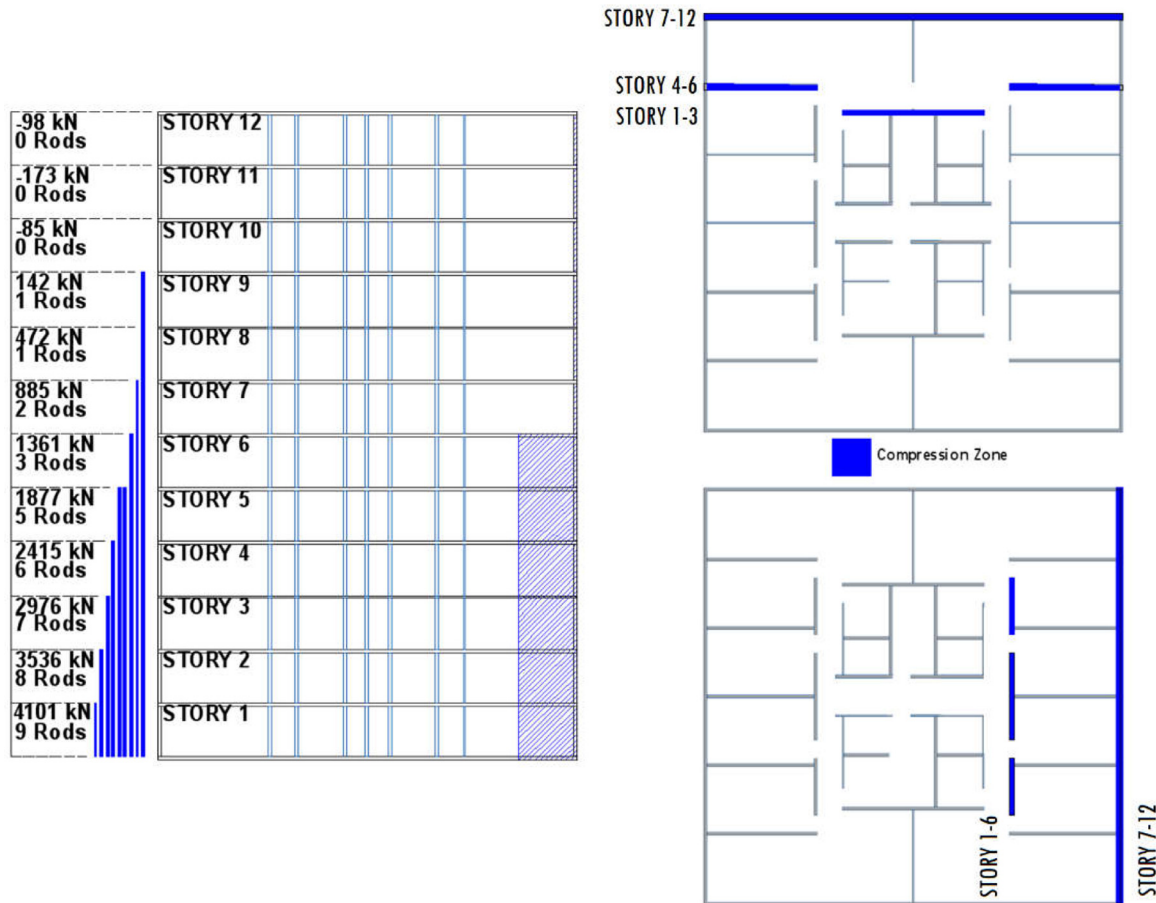 -98 kN
0 Rods
STORY 12
-173 kN
0 Rods
STORY 11
-85 kN
0 Rods
STORY 10
142 kN
1 Rods
STORY 9
472 kN
1 Rods
STORY 8
885 kN
2 Rods
STORY 7
1361 kN
3 Rods
STORY 6
1877 kN
5 Rods
STORY 5
2415 kN
6 Rods
STORY 4
2976 kN
7 Rods
STORY 3
3536 kN
8 Rods
STORY 2
4101 kN
9 Rods
STORY 1
STORY 7-12
STORY 4-6
STORY 1-3
Compression Zone
STORY 1-6
STORY 7-12